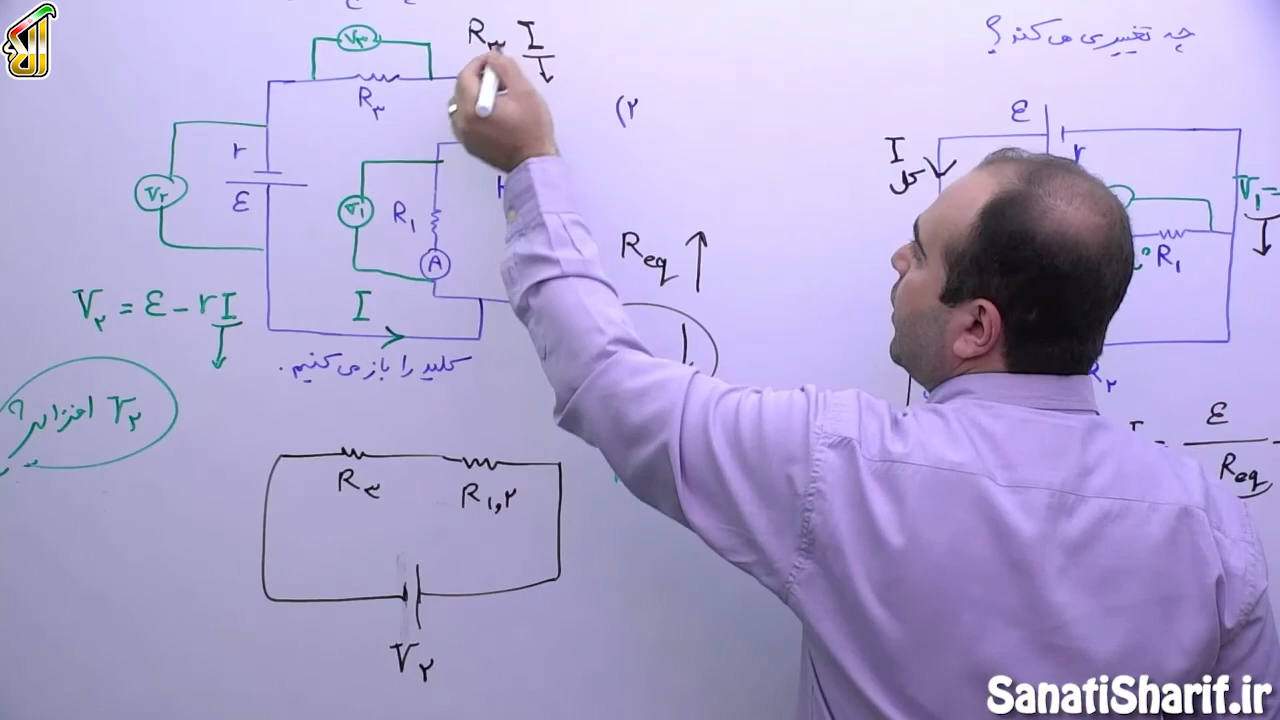 چه تغییری می‌کند؟
V۳
R۳ I
R۳
۲)
ε
r
I کل
r
ε
V۲
V۱
R۱
A
V۱ =
R۱
Req
V۲ = ε - rI
I
کلید را باز می‌کنیم.
V۲ افزایش
R۲
I = ε / Req
R۳
R۱,۲
V۲
SanatiSharif.ir